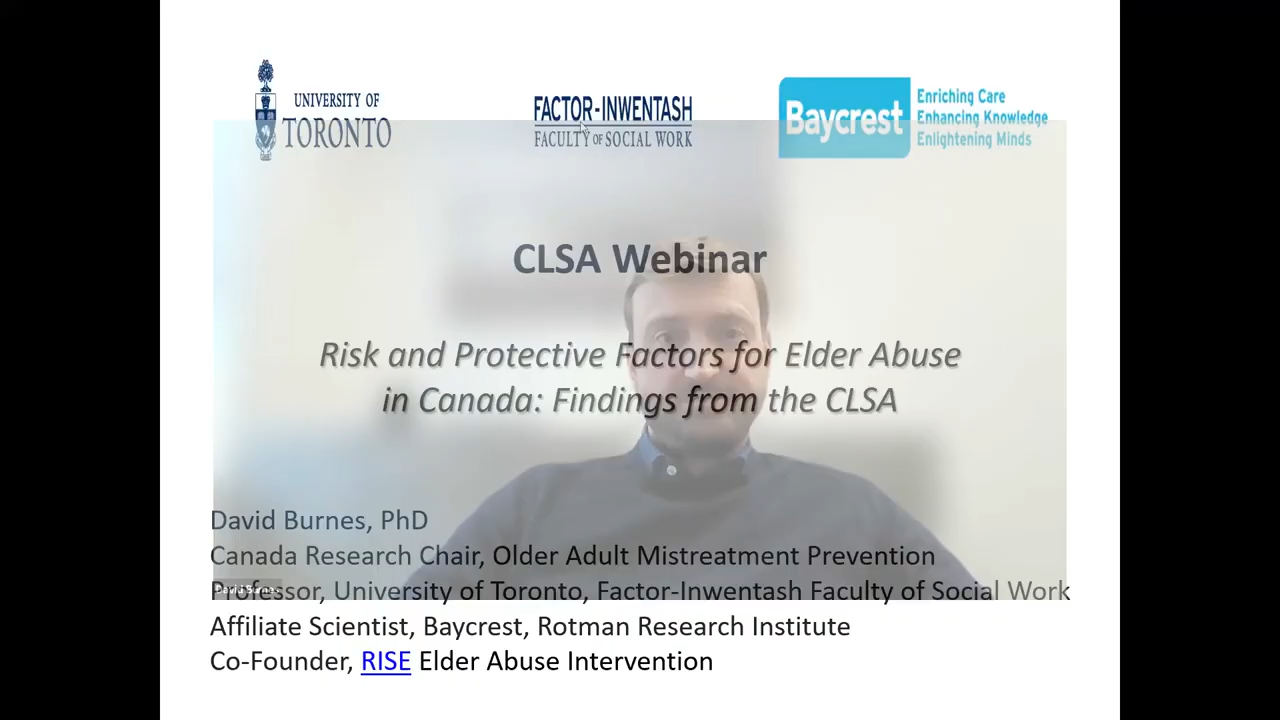 UNIVERSITY OF
TORONTO
FACTOR-INWENTASH
FACULTY OF SOCIAL WORK
Baycrest
Enriching Care
Enhancing Knowledge
Enlightening Minds
CLSA Webinar
Risk and Protective Factors for Elder Abuse
in Canada: Findings from the CLSA
David Burnes, PhD
Canada Research Chair, Older Adult Mistreatment Prevention
Professor, University of Toronto, Factor-Inwentash Faculty of Social Work
David Burnes
Affiliate Scientist, Baycrest, Rotman Research Institute
Co-Founder, RISE Elder Abuse Intervention